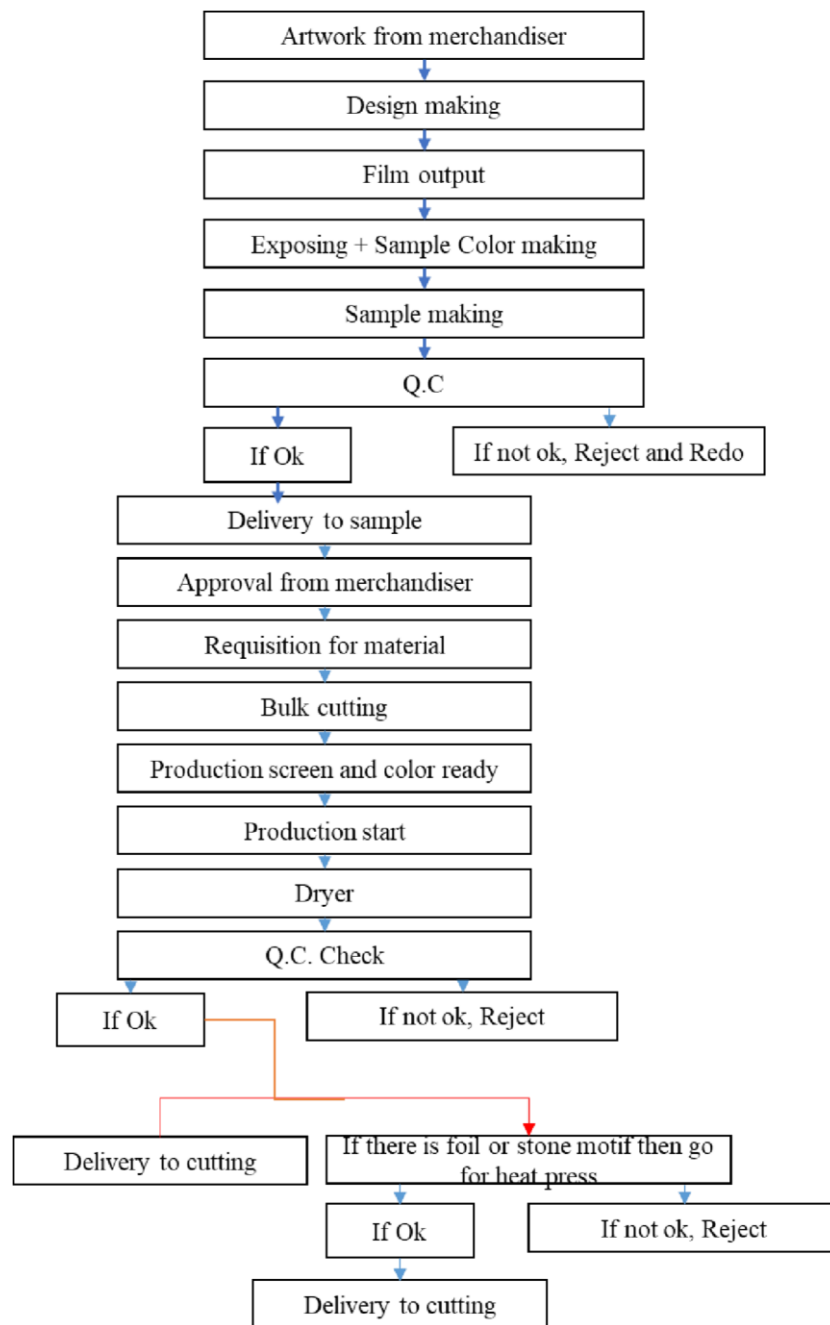 Artwork from merchandiser
Design making
Film output
Exposing + Sample Color making
Sample making
Q.C
If Ok
If not ok, Reject and Redo
Delivery to sample
Approval from merchandiser
Requisition for material
Bulk cutting
Production screen and color ready
Production start
Dryer
Q.C. Check
If Ok
If not ok, Reject
Delivery to cutting
If there is foil or stone motif then go
for heat press
If Ok
If not ok, Reject
Delivery to cutting